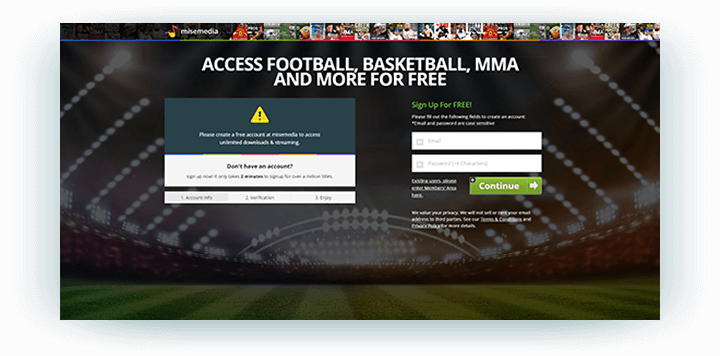 misemedia
ACCESS FOOTBALL, BASKETBALL, MMA
AND MORE FOR FREE
Please create a free account at misemedia to access
unlimited downloads & streaming.
Don't have an account?
sign up now! It only takes 2 minutes to signup for over a million titles.
1. Account Info
2. Verification
3. Enjoy
Sign Up For FREE!
Please fill out the following fields to create an account
*Email and password are case sensitive
Email
Password (+6 Characters)
Existing users, please
enter Members' Area
here.
Continue
We value your privacy. We will not sell or rent your email
address to third parties. See our Terms & Conditions and
Privacy Policy for more details.